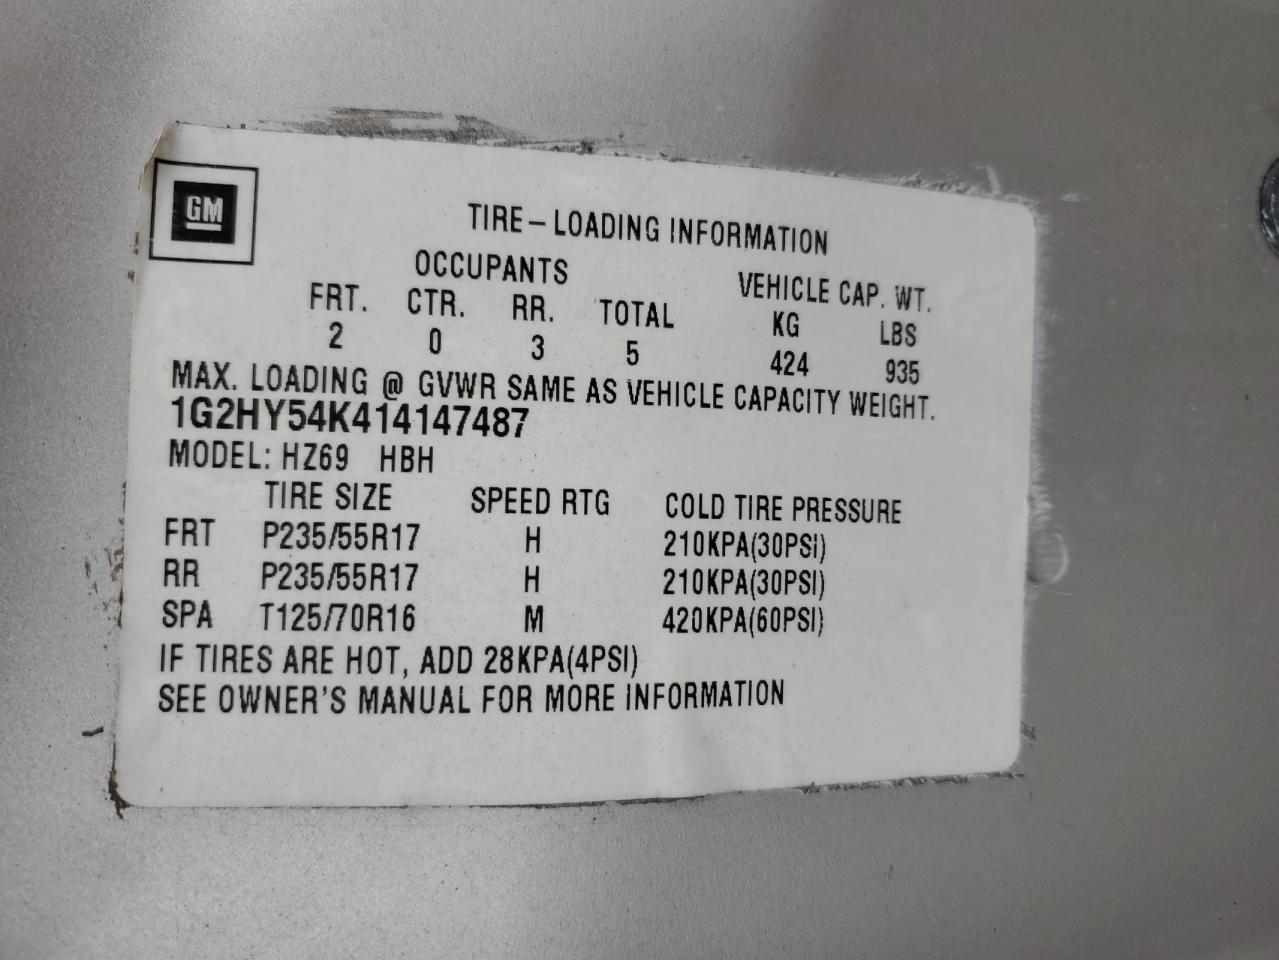 GM
TIRE-LOADING INFORMATION
OCCUPANTS VEHICLE CAP. WT.
FRT. CTR. RR. TOTAL KG LBS
2 0 3 5 424 935
MAX. LOADING @ GVWR SAME AS VEHICLE CAPACITY WEIGHT.
1G2HY54K414147487
MODEL: HZ69 HBH
TIRE SIZE SPEED RTG COLD TIRE PRESSURE
FRT P235/55R17 H 210KPA(30PSI)
RR P235/55R17 H 210KPA(30PSI)
SPA T125/70R16 M 420KPA(60PSI)
IF TIRES ARE HOT, ADD 28KPA(4PSI)
SEE OWNER'S MANUAL FOR MORE INFORMATION